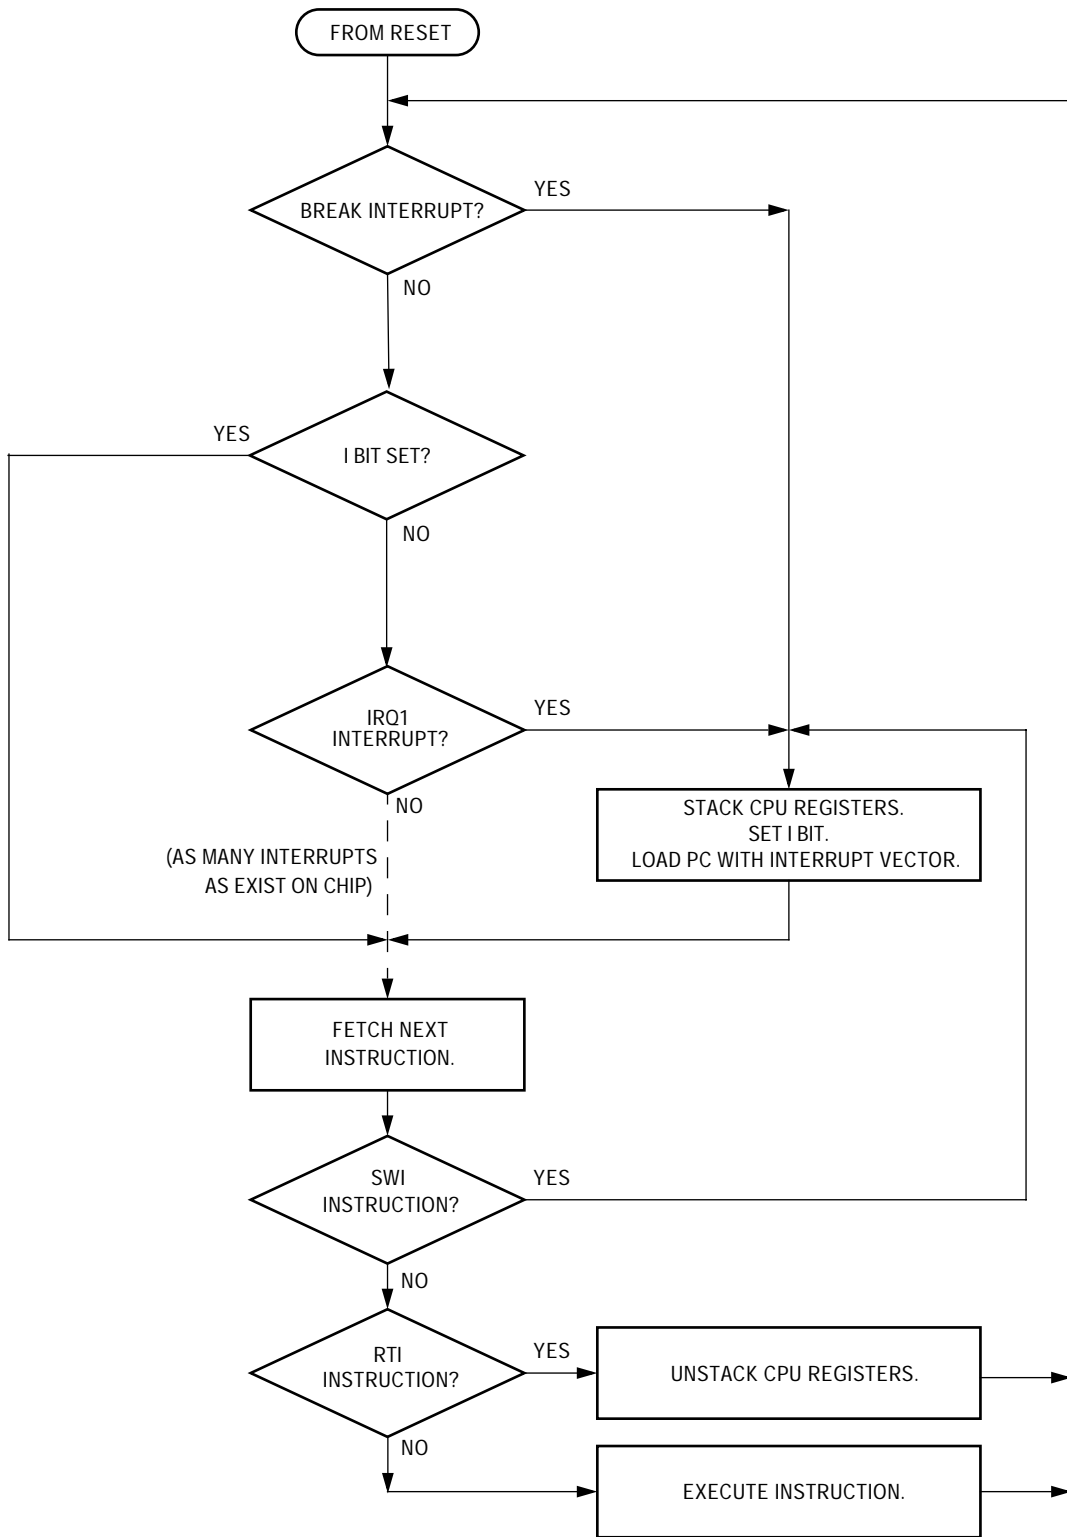 FROM RESET
BREAK INTERRUPT?
YES
NO
I BIT SET?
YES
NO
IRQ1
INTERRUPT?
YES
NO
(AS MANY INTERRUPTS
AS EXIST ON CHIP)
STACK CPU REGISTERS.
SET I BIT.
LOAD PC WITH INTERRUPT VECTOR.
FETCH NEXT
INSTRUCTION.
SWI
INSTRUCTION?
YES
NO
RTI
INSTRUCTION?
YES
UNSTACK CPU REGISTERS.
NO
EXECUTE INSTRUCTION.